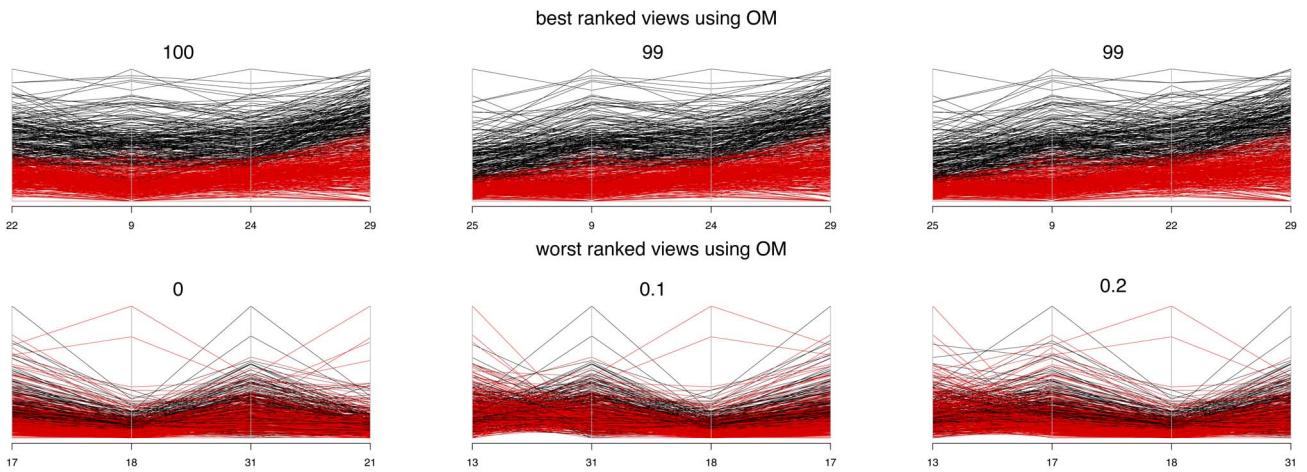 best ranked views using OM
100 99 99
22 9 24 29 25 9 24 29 25 9 22 29
worst ranked views using OM
0 0.1 0.2
17 18 31 21 13 31 18 17 13 17 18 31